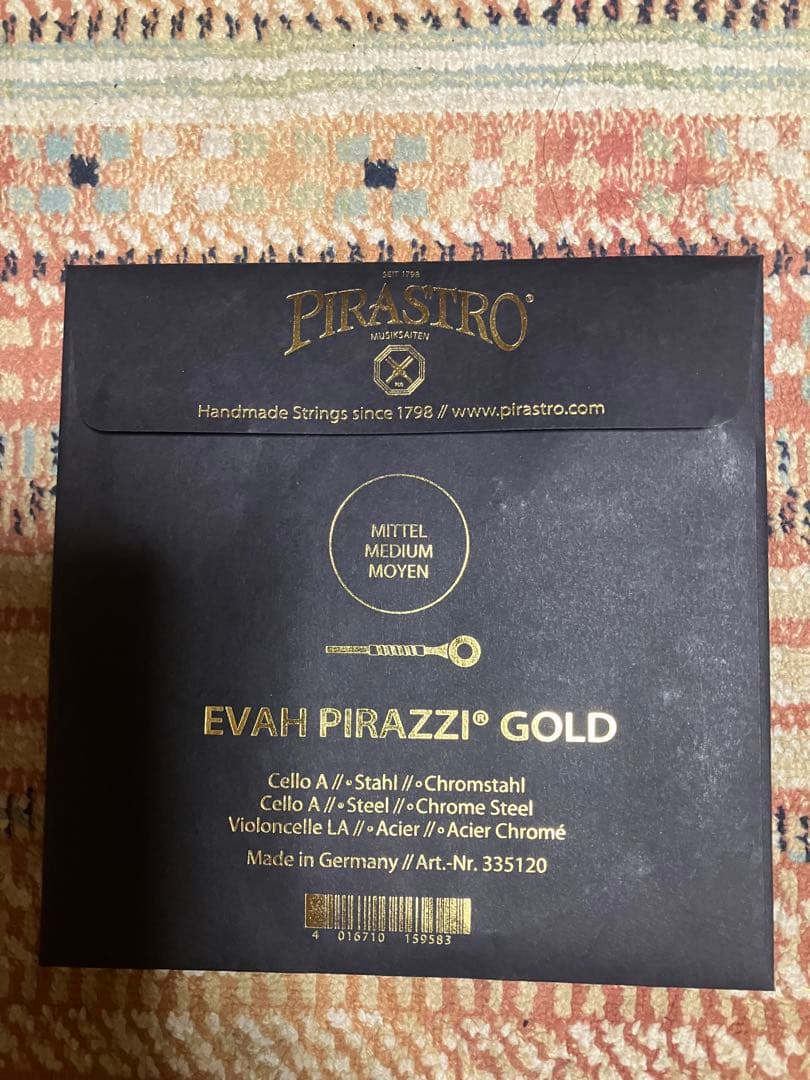 SEIT 1798
PIRASTRO®
MUSIKSAITEN
Handmade Strings since 1798 // www.pirastro.com
MITTEL
MEDIUM
MOYEN
EVAH PIRAZZI® GOLD
Cello A //•Stahl //∘Chromstahl
Cello A //•Steel //∘Chrome Steel
Violoncelle LA //•Acier //∘Acier Chromé
Made in Germany // Art.-Nr. 335120
4 016710 159583